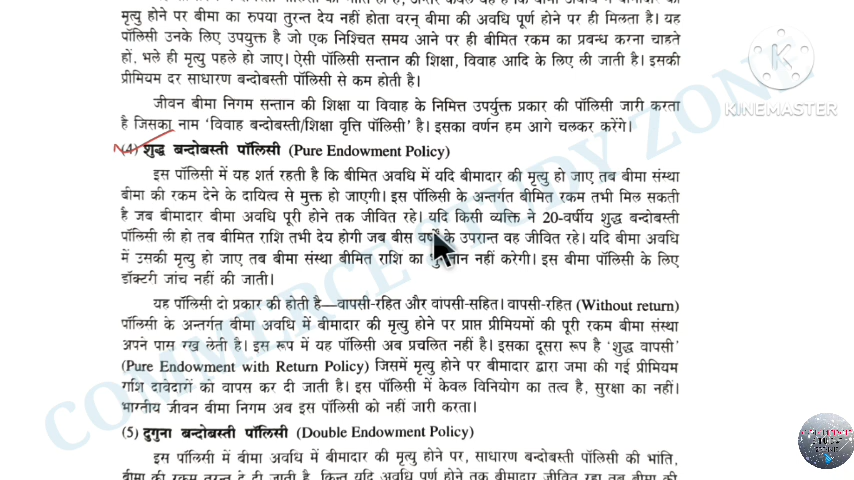 मृत्यु होने पर बीमा का रुपया तुरन्त देय नहीं होता वरन् बीमा की अवधि पूर्ण होने पर ही मिलता है। यह
पॉलिसी उनके लिए उपयुक्त है जो एक निश्चित समय आने पर ही बीमित रकम का प्रबन्ध करना चाहते
हों, भले ही मृत्यु पहले हो जाए। ऐसी पॉलिसी सन्तान की शिक्षा, विवाह आदि के लिए ली जाती है। इसकी
प्रीमियम दर साधारण बन्दोबस्ती पॉलिसी से कम होती है।
जीवन बीमा निगम सन्तान की शिक्षा या विवाह के निमित्त उपर्युक्त प्रकार की पॉलिसी जारी करता
है जिसका नाम ‘विवाह बन्दोबस्ती/शिक्षा वृत्ति पॉलिसी’ है। इसका वर्णन हम आगे चलकर करेंगे।
(4) शुद्ध बन्दोबस्ती पॉलिसी (Pure Endowment Policy)
इस पॉलिसी में यह शर्त रहती है कि बीमित अवधि में यदि बीमादार की मृत्यु हो जाए तब बीमा संस्था
बीमा की रकम देने के दायित्व से मुक्त हो जाएगी। इस पॉलिसी के अन्तर्गत बीमित रकम तभी मिल सकती
है जब बीमादार बीमा अवधि पूरी होने तक जीवित रहे। यदि किसी व्यक्ति ने 20-वर्षीय शुद्ध बन्दोबस्ती
पॉलिसी ली हो तब बीमित राशि तभी देय होगी जब बीस वर्षों के उपरान्त वह जीवित रहे। यदि बीमा अवधि
में उसकी मृत्यु हो जाए तब बीमा संस्था बीमित राशि का नहीं करेगी। इस बीमा पॉलिसी के लिए
डॉक्टरी जांच नहीं की जाती।
यह पॉलिसी दो प्रकार की होती है—वापसी-रहित और वापसी-सहित। वापसी-रहित (Without return)
पॉलिसी के अन्तर्गत बीमा अवधि में बीमादार की मृत्यु होने पर प्राप्त प्रीमियमों की पूरी रकम बीमा संस्था
अपने पास रख लेती है। इस रूप में यह पॉलिसी अब प्रचलित नहीं है। इसका दूसरा रूप है ‘शुद्ध वापसी’
(Pure Endowment with Return Policy) जिसमें मृत्यु होने पर बीमादार द्वारा जमा की गई प्रीमियम
राशि दावेदारों को वापस कर दी जाती है। इस पॉलिसी में केवल विनियोग का तत्व है, सुरक्षा का नहीं।
भारतीय जीवन बीमा निगम अब इस पॉलिसी को नहीं जारी करता।
(5) दुगुना बन्दोबस्ती पॉलिसी (Double Endowment Policy)
इस पॉलिसी में बीमा अवधि में बीमादार की मृत्यु होने पर, साधारण बन्दोबस्ती पॉलिसी की भांति,
COMMERCE STUDY ZONE
KINEMASTER